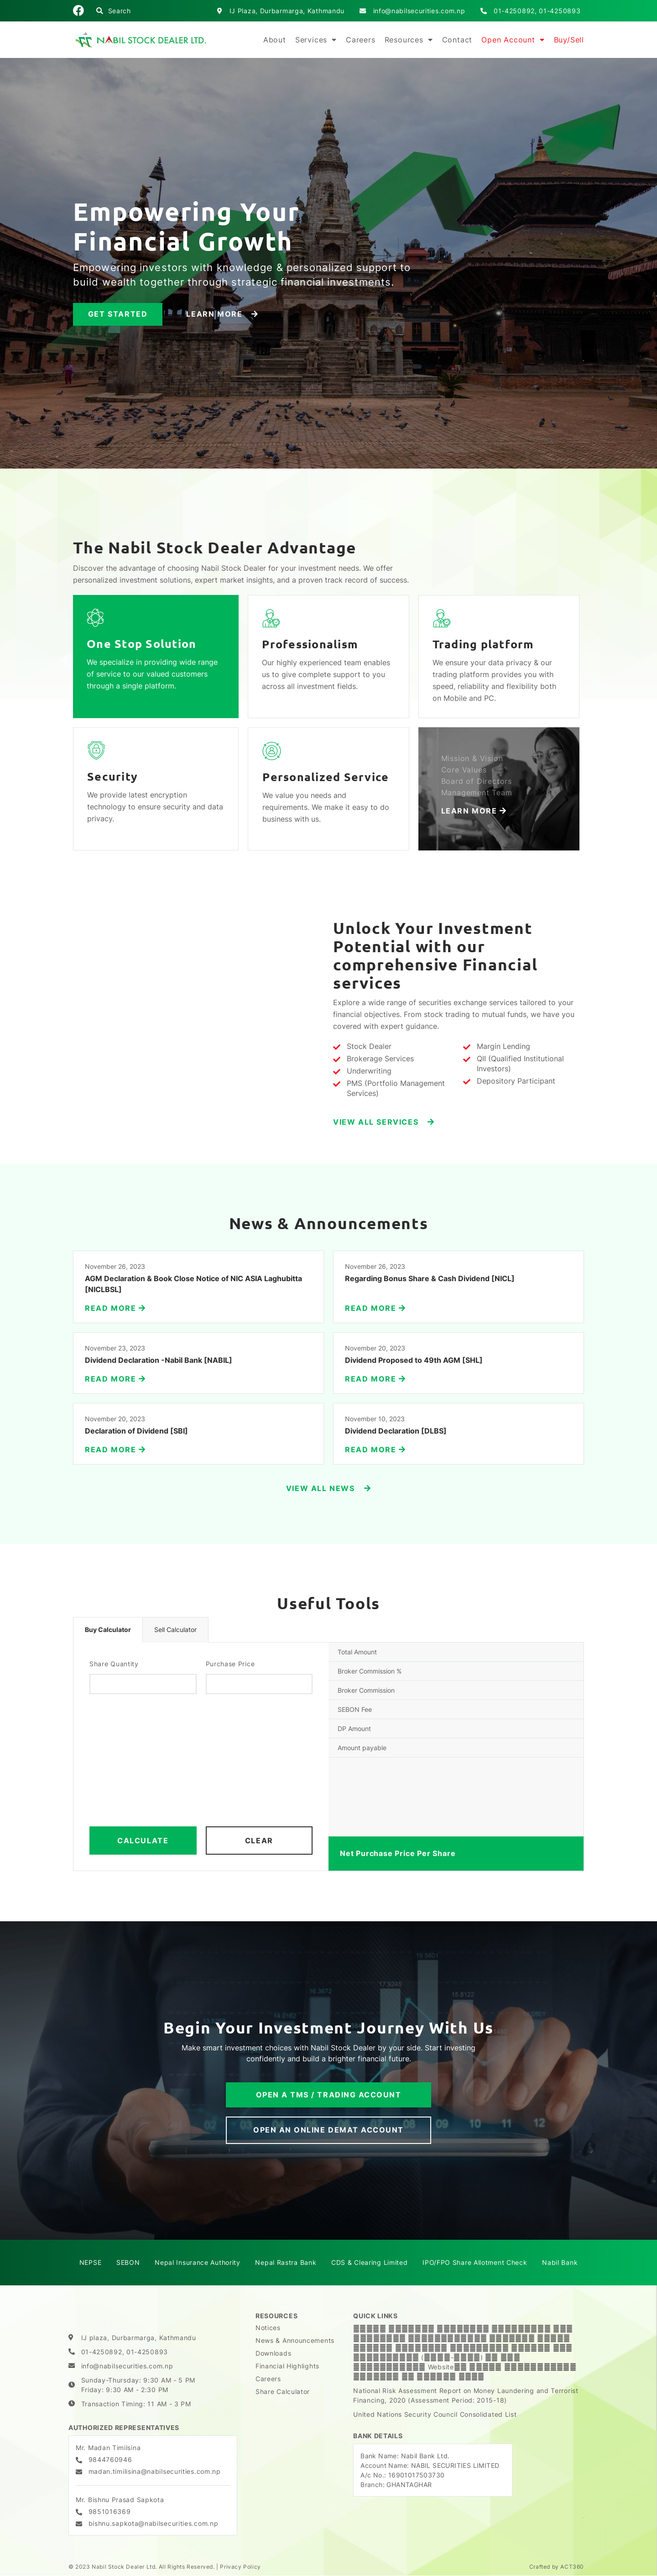 Search
IJ Plaza, Durbarmarga, Kathmandu
info@nabilsecurities.com.np
01-4250892, 01-4250893
NABIL STOCK DEALER LTD.
About
Services
Careers
Resources
Contact
Open Account
Buy/Sell
Empowering Your
Financial Growth
Empowering investors with knowledge & personalized support to
build wealth together through strategic financial investments.
GET STARTED
LEARN MORE
The Nabil Stock Dealer Advantage
Discover the advantage of choosing Nabil Stock Dealer for your investment needs. We offer
personalized investment solutions, expert market insights, and a proven track record of success.
One Stop Solution
We specialize in providing wide range
of service to our valued customers
through a single platform.
Professionalism
Our highly experienced team enables
us to give complete support to you
across all investment fields.
Trading platform
We ensure your data privacy & our
trading platform provides you with
speed, reliability and flexibility both
on Mobile and PC.
Security
We provide latest encryption
technology to ensure security and data
privacy.
Personalized Service
We value you needs and
requirements. We make it easy to do
business with us.
Mission & Vision
Core Values
Board of Directors
Management Team
LEARN MORE
Unlock Your Investment
Potential with our
comprehensive Financial
services
Explore a wide range of securities exchange services tailored to your
financial objectives. From stock trading to mutual funds, we have you
covered with expert guidance.
Stock Dealer
Brokerage Services
Underwriting
PMS (Portfolio Management
Services)
Margin Lending
QII (Qualified Institutional
Investors)
Depository Participant
VIEW ALL SERVICES
News & Announcements
November 26, 2023
AGM Declaration & Book Close Notice of NIC ASIA Laghubitta
[NICLBSL]
READ MORE
November 26, 2023
Regarding Bonus Share & Cash Dividend [NICL]
READ MORE
November 23, 2023
Dividend Declaration -Nabil Bank [NABIL]
READ MORE
November 20, 2023
Dividend Proposed to 49th AGM [SHL]
READ MORE
November 20, 2023
Declaration of Dividend [SBI]
READ MORE
November 10, 2023
Dividend Declaration [DLBS]
READ MORE
VIEW ALL NEWS
Useful Tools
Buy Calculator
Sell Calculator
Share Quantity
Purchase Price
CALCULATE
CLEAR
Total Amount
Broker Commission %
Broker Commission
SEBON Fee
DP Amount
Amount payable
Net Purchase Price Per Share
Begin Your Investment Journey With Us
Make smart investment choices with Nabil Stock Dealer by your side. Start investing
confidently and build a brighter financial future.
OPEN A TMS / TRADING ACCOUNT
OPEN AN ONLINE DEMAT ACCOUNT
NEPSE
SEBON
Nepal Insurance Authority
Nepal Rastra Bank
CDS & Clearing Limited
IPO/FPO Share Allotment Check
Nabil Bank
IJ plaza, Durbarmarga, Kathmandu
01-4250892, 01-4250893
info@nabilsecurities.com.np
Sunday-Thursday: 9:30 AM - 5 PM
Friday: 9:30 AM - 2:30 PM
Transaction Timing: 11 AM - 3 PM
AUTHORIZED REPRESENTATIVES
Mr. Madan Timilsina
9844760946
madan.timilsina@nabilsecurities.com.np
Mr. Bishnu Prasad Sapkota
9851016369
bishnu.sapkota@nabilsecurities.com.np
RESOURCES
Notices
News & Announcements
Downloads
Financial Highlights
Careers
Share Calculator
QUICK LINKS
Website
National Risk Assessment Report on Money Laundering and Terrorist
Financing, 2020 (Assessment Period: 2015-18)
United Nations Security Council Consolidated List
BANK DETAILS
Bank Name: Nabil Bank Ltd.
Account Name: NABIL SECURITIES LIMITED
A/c No.: 16901017503730
Branch: GHANTAGHAR
© 2023 Nabil Stock Dealer Ltd. All Rights Reserved. | Privacy Policy
Crafted by ACT360